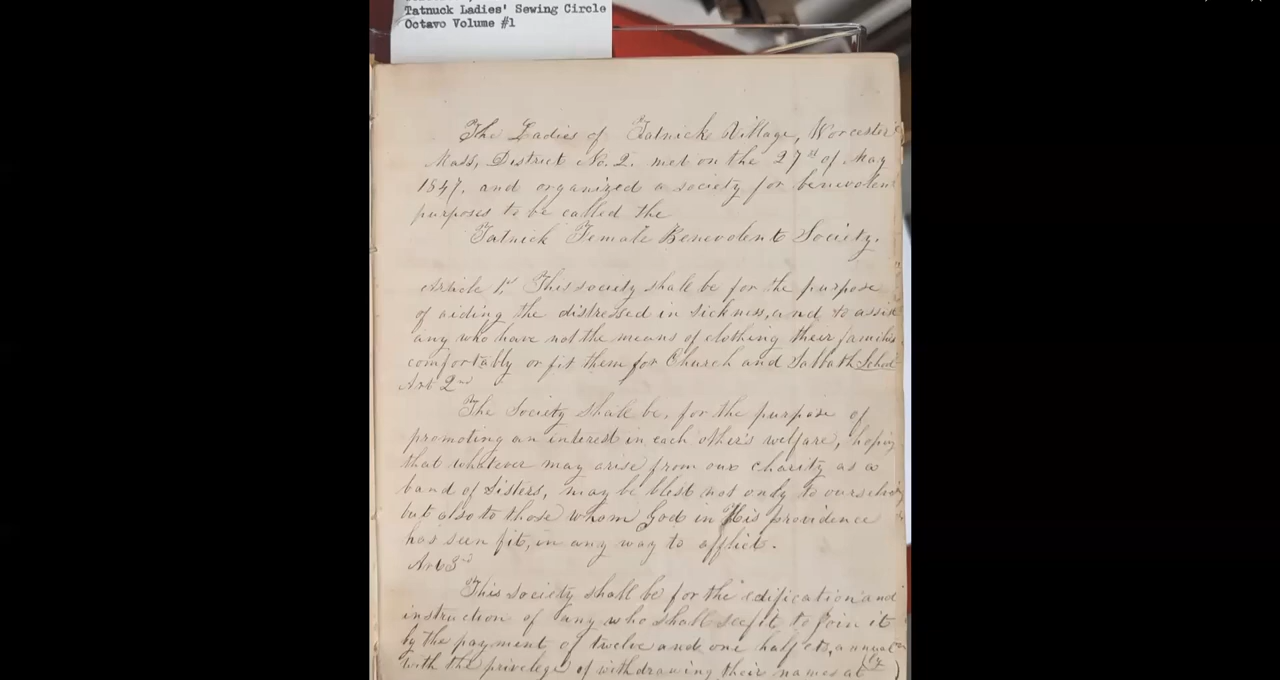 Tatnuck Ladies' Sewing Circle
Octavo Volume #1
The Ladies of Tatnick Village, Worcester
Mass, District No. 2. met on the 27th of May
1847, and organized a society for benevolent
purposes to be called the
Tatnick Female Benevolent Society.
Article 1st This society shall be for the purpose
of aiding the distressed in sickness, and to assist
any who have not the means of clothing their families
comfortably or fit them for Church and Sabbath School
Art 2nd
The Society shall be, for the purpose of
promoting an interest in each other's welfare, hoping
that whatever may arise from our charity as a
band of Sisters, may be blest not only to ourselves
but also to those whom God in His providence
has seen fit, in any way to afflict.
Art 3rd
This society shall be for the edification and
instruction of any who shall see fit to join it
by the payment of twelve and one half cts, annual
with the privilege of withdrawing their names at (ly)